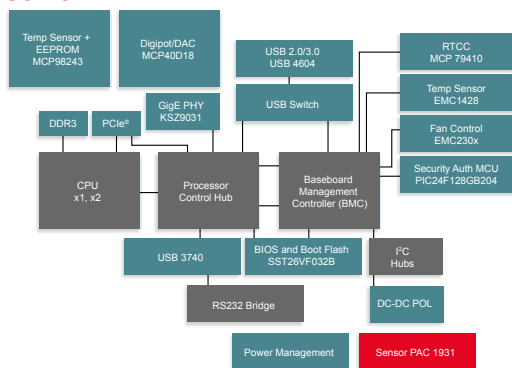 Temp Sensor +
EEPROM
MCP98243
Digipot/DAC
MCP40D18
USB 2.0/3.0
USB 4604
RTCC
MCP 79410
USB Switch
Temp Sensor
EMC1428
GigE PHY
KSZ9031
DDR3
PCIe®
Fan Control
EMC230x
Security Auth MCU
PIC24F128GB204
CPU
x1, x2
Processor
Control Hub
Baseboard
Management
Controller (BMC)
USB 3740
BIOS and Boot Flash
SST26VF032B
I²C
Hubs
RS232 Bridge
DC-DC POL
Power Management
Sensor PAC 1931